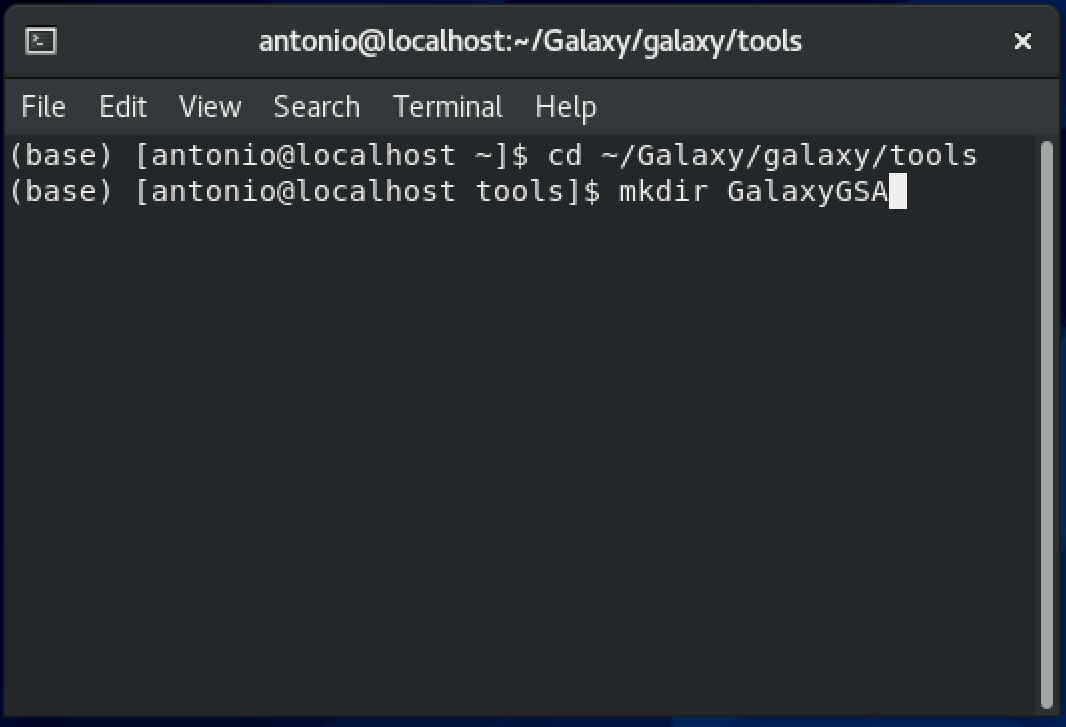 antonio@localhost:~/Galaxy/galaxy/tools
File Edit View Search Terminal Help
(base) [antonio@localhost ~]$ cd ~/Galaxy/galaxy/tools
(base) [antonio@localhost tools]$ mkdir GalaxyGSA